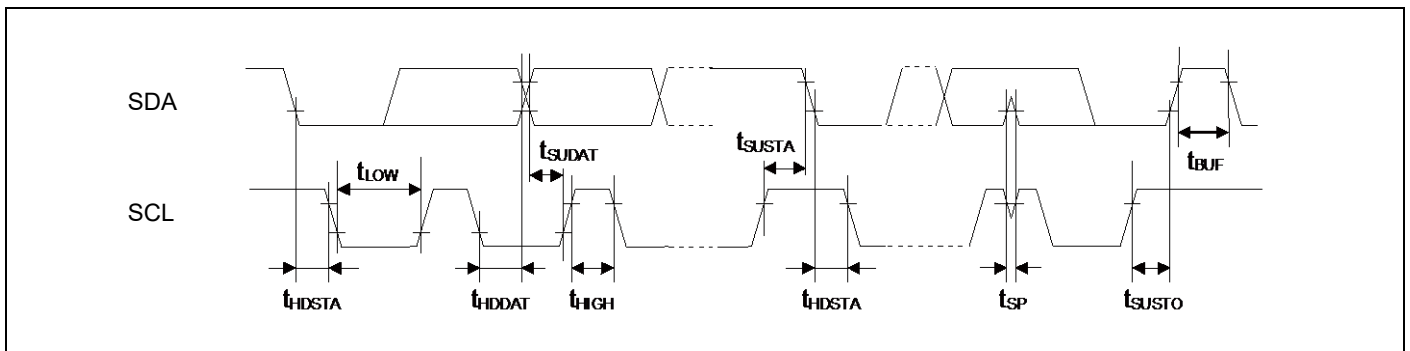 SDA
tSUDAT
tSUSTA
tBUF
tLOW
SCL
tHDSTA
tHDDAT
tHIGH
tHDSTA
tSP
tSUSTO